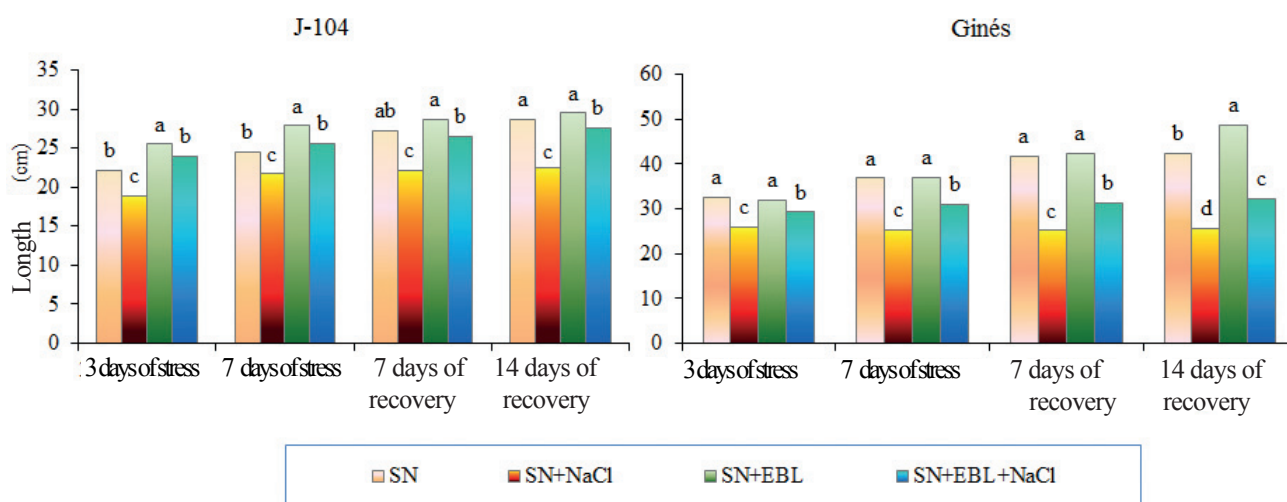 J-104
35
30
25
20
15
10
5
0
Length (cm)
b c a b
b c a b
ab c a b
a c a b
3 days of stress 7 days of stress 7 days of recovery 14 days of recovery
Ginés
60
50
40
30
20
10
0
a c a b
a c a b
a c a b
b d a c
3 days of stress 7 days of stress 7 days of recovery 14 days of recovery
SN SN+NaCl SN+EBL SN+EBL+NaCl